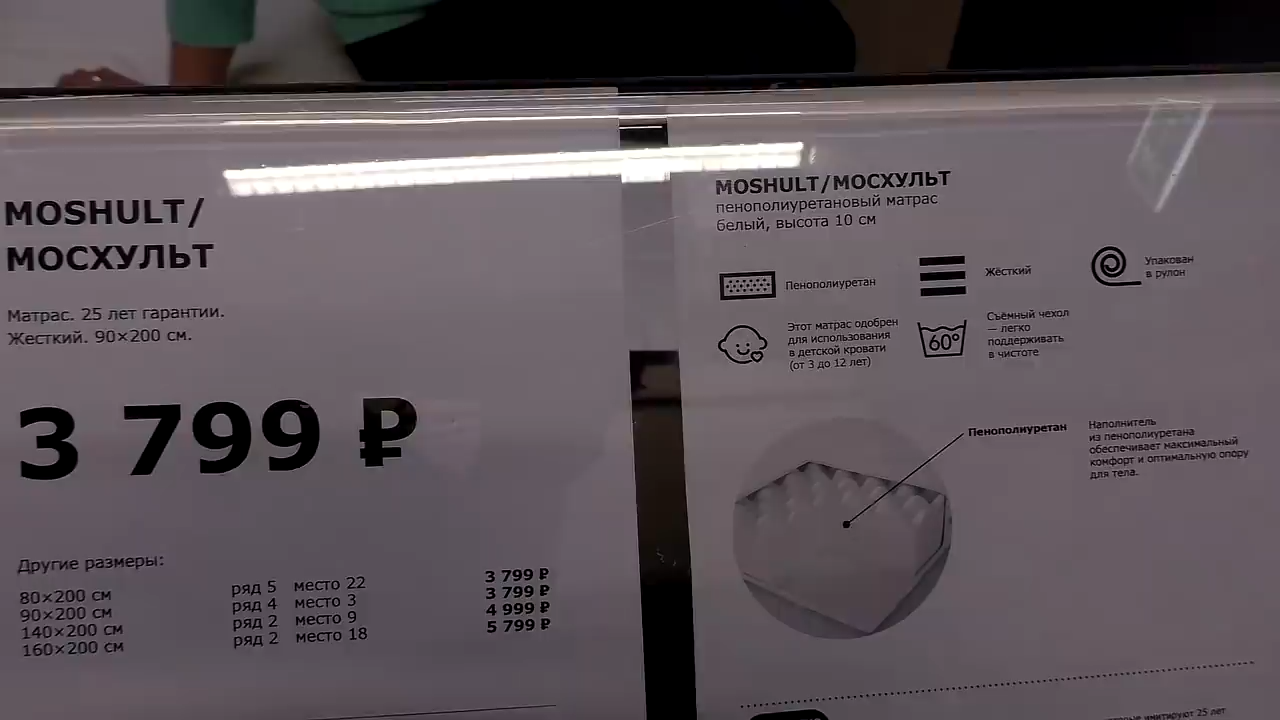 MOSHULT/
МОСХУЛЬТ
Матрас. 25 лет гарантии.
Жесткий. 90×200 см.
3 799 ₽
Другие размеры:
80×200 см ряд 5 место 22 3 799 ₽
90×200 см ряд 4 место 3 3 799 ₽
140×200 см ряд 2 место 9 4 999 ₽
160×200 см ряд 2 место 18 5 799 ₽
MOSHULT/МОСХУЛЬТ
пенополиуретановый матрас
белый, высота 10 см
Пенополиуретан
Жёсткий
Упакован
в рулон
Этот матрас одобрен
для использования
в детской кровати
(от 3 до 12 лет)
60°
Съёмный чехол
— легко
поддерживать
в чистоте
Пенополиуретан
Наполнитель
из пенополиуретана
обеспечивает максимальный
комфорт и оптимальную опору
для тела.
имитируют 25 лет